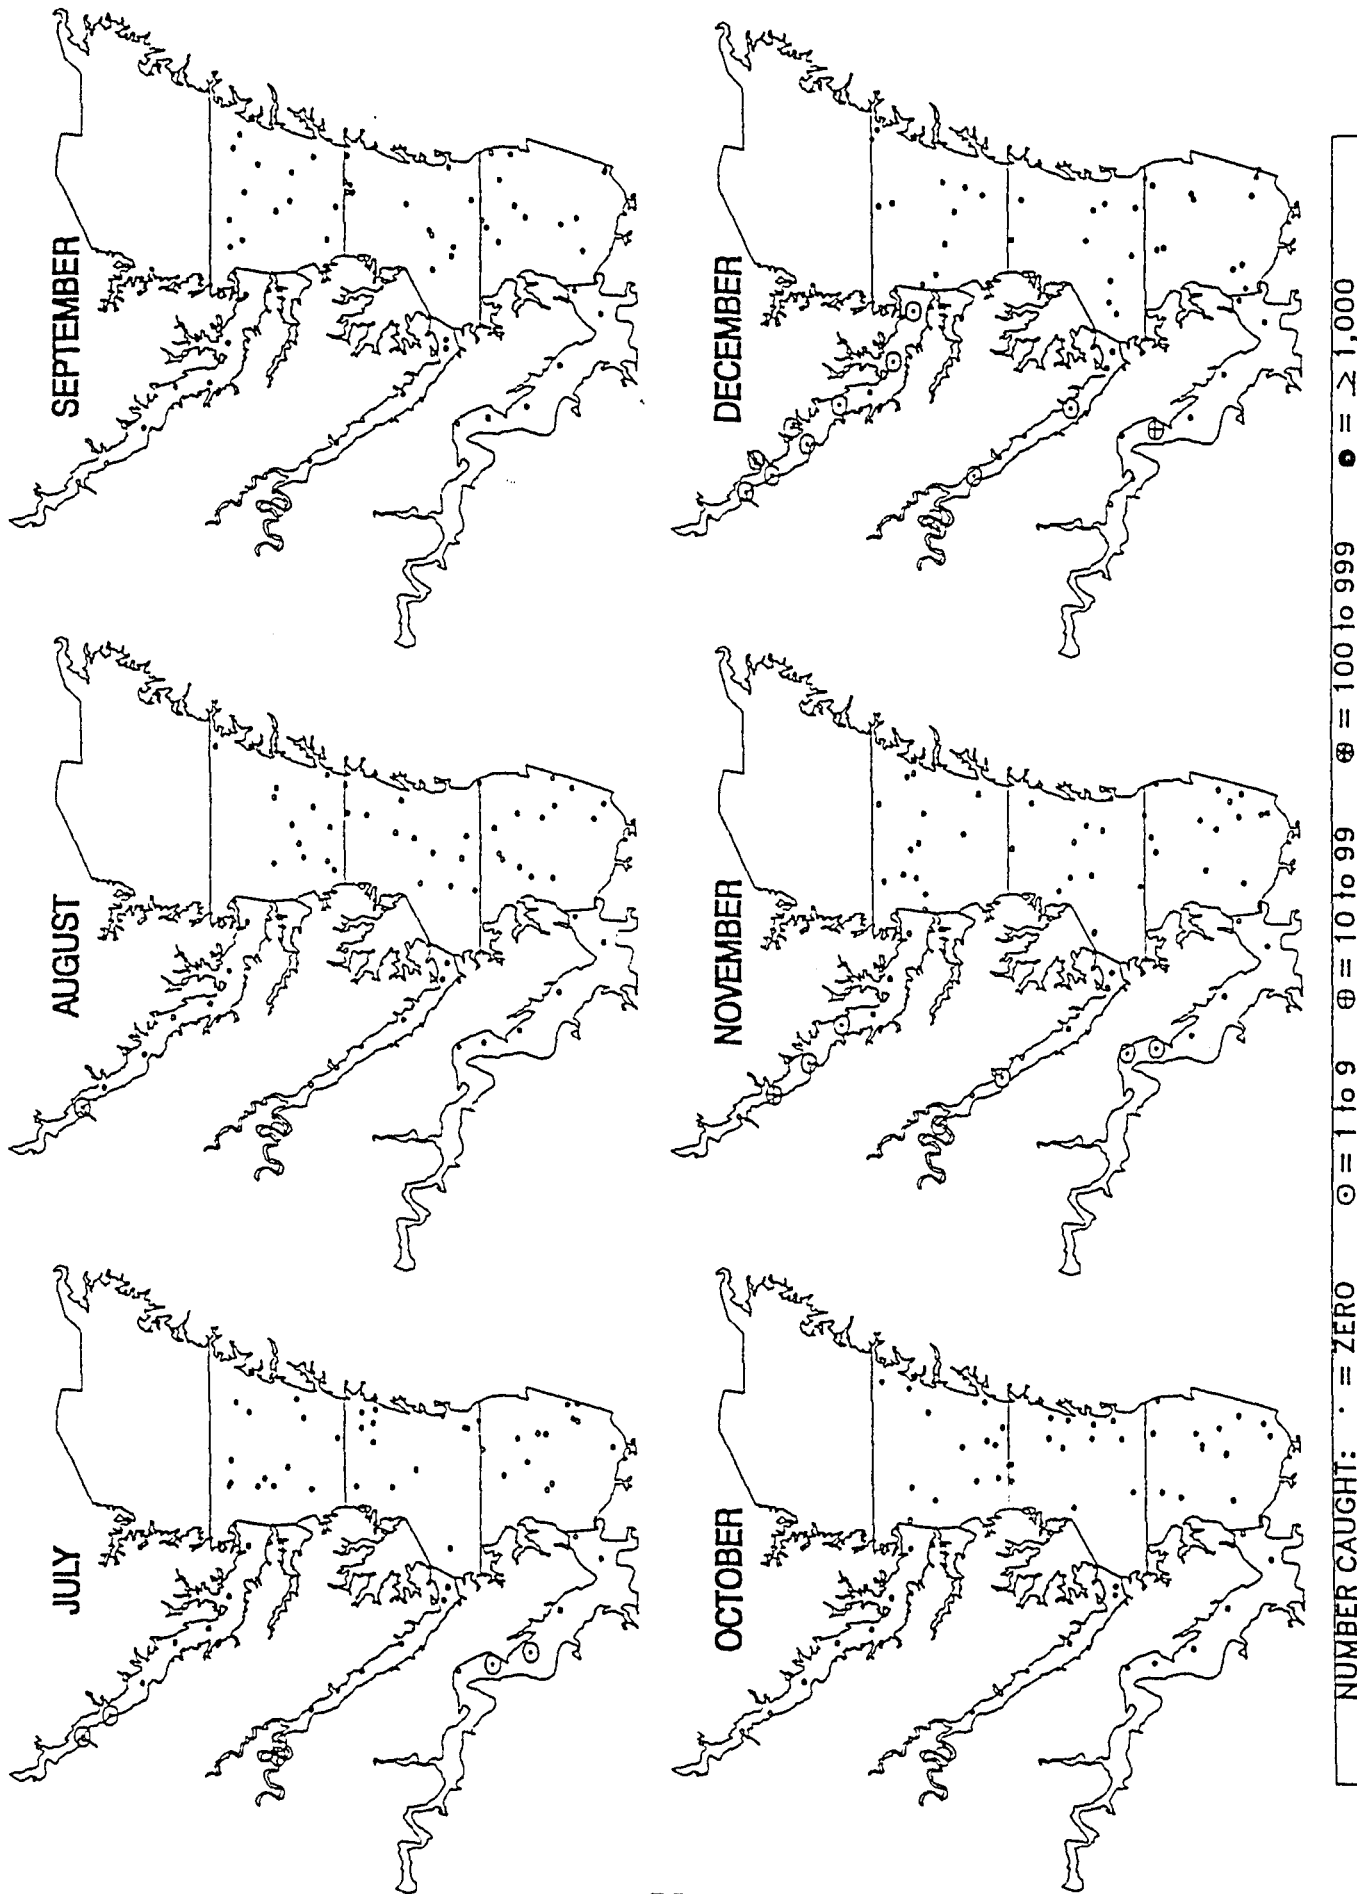 JULY
AUGUST
SEPTEMBER
OCTOBER
NOVEMBER
DECEMBER
NUMBER CAUGHT: · = ZERO ⊙ = 1 to 9 ⊕ = 10 to 99 ⊛ = 100 to 999 ● = ≥ 1,000